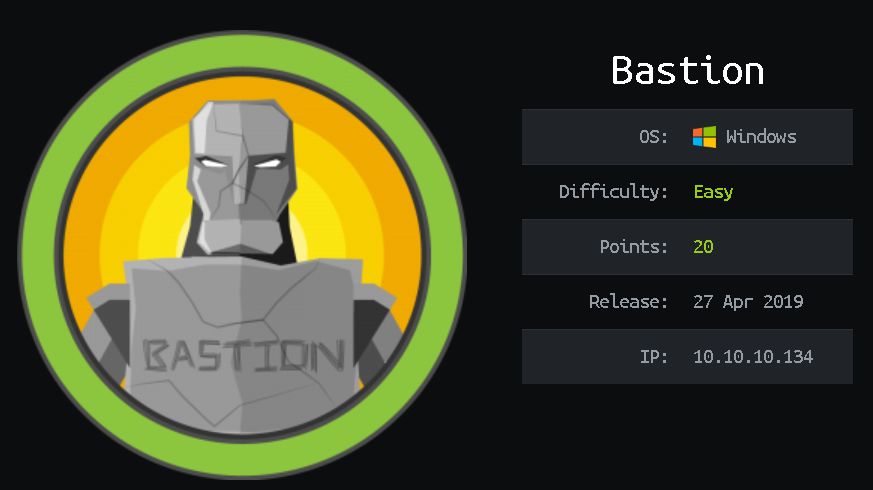 Bastion
OS: Windows
Difficulty: Easy
Points: 20
Release: 27 Apr 2019
IP: 10.10.10.134
BASTION